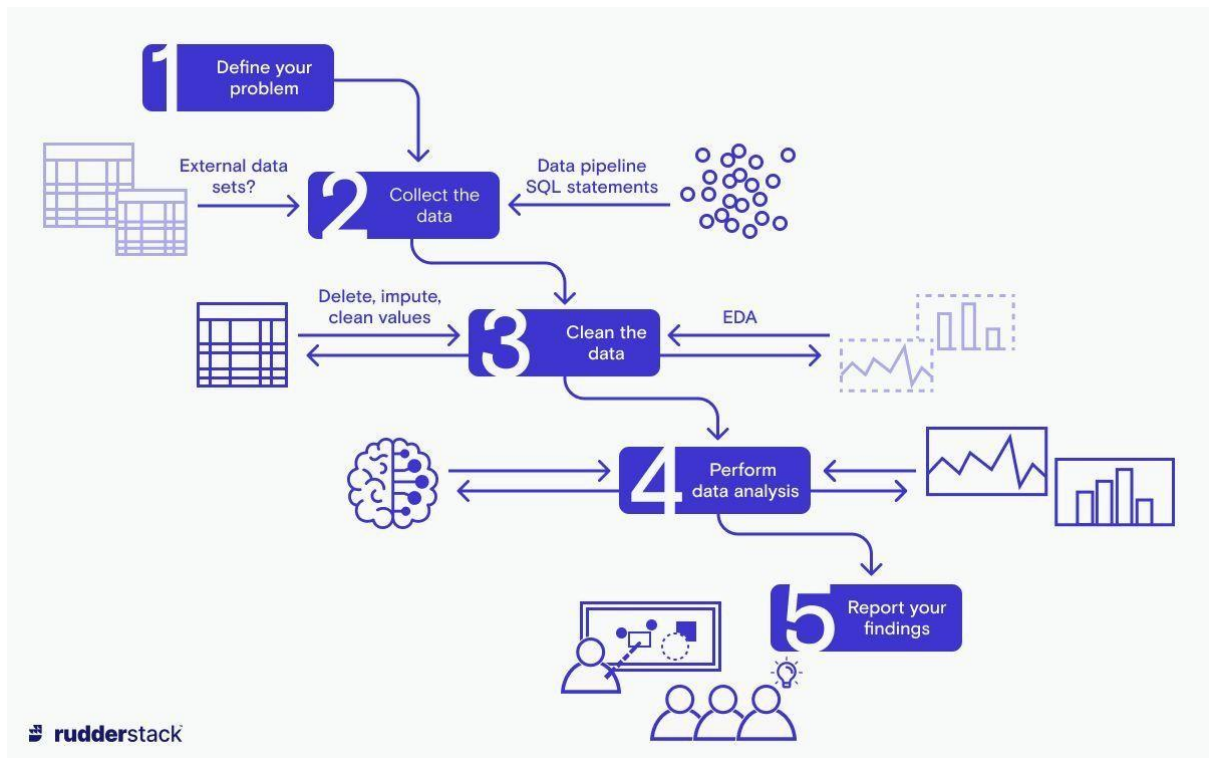 1
Define your
problem
External data
sets?
2
Collect the
data
Data pipeline
SQL statements
Delete, impute,
clean values
3
Clean the
data
EDA
4
Perform
data analysis
5
Report your
findings
rudderstack